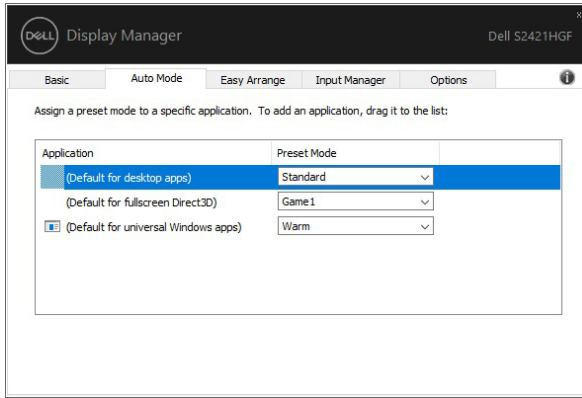 DELL Display Manager
Dell S2421HGF
Basic Auto Mode Easy Arrange Input Manager Options
Assign a preset mode to a specific application. To add an application, drag it to the list:
Application Preset Mode
(Default for desktop apps) Standard
(Default for fullscreen Direct3D) Game1
(Default for universal Windows apps) Warm